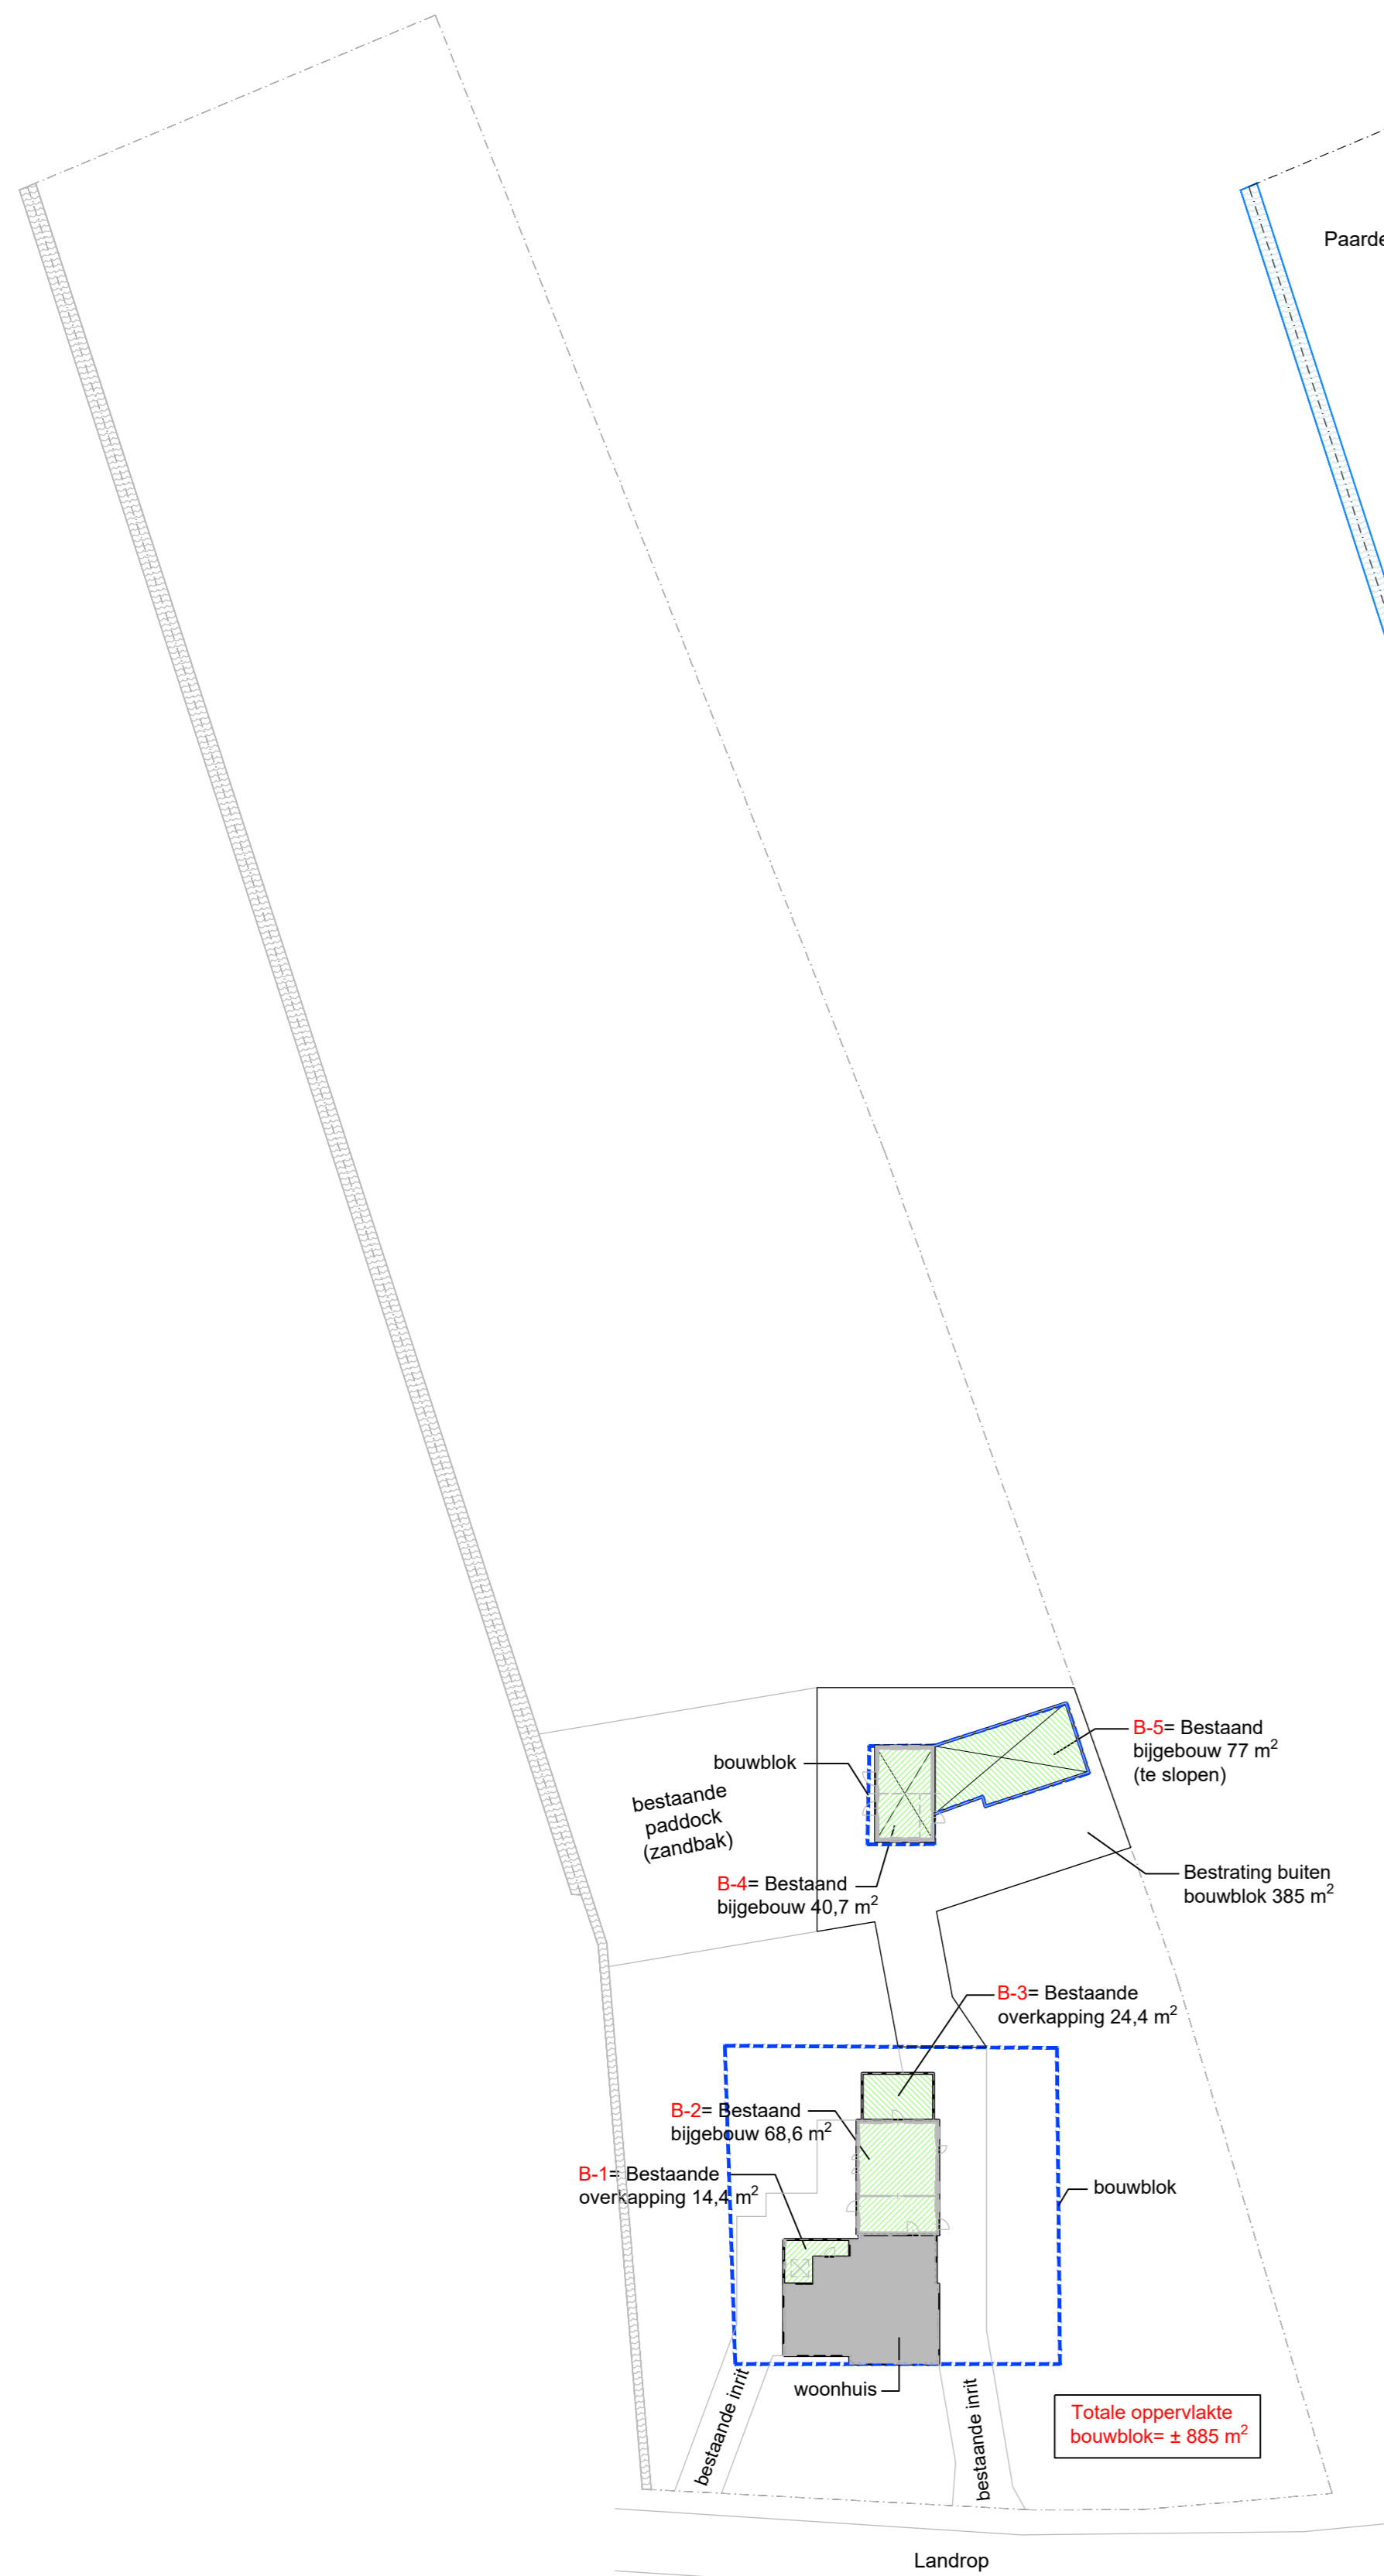 Paarde
B-5= Bestaand
bijgebouw 77 m²
(te slopen)
bouwblok
bestaande
paddock
(zandbak)
B-4= Bestaand
bijgebouw 40,7 m²
Bestrating buiten
bouwblok 385 m²
B-3= Bestaande
overkapping 24,4 m²
B-2= Bestaand
bijgebouw 68,6 m²
B-1= Bestaande
overkapping 14,4 m²
bouwblok
woonhuis
bestaande inrit
bestaande inrit
Totale oppervlakte
bouwblok= ± 885 m²
Landrop